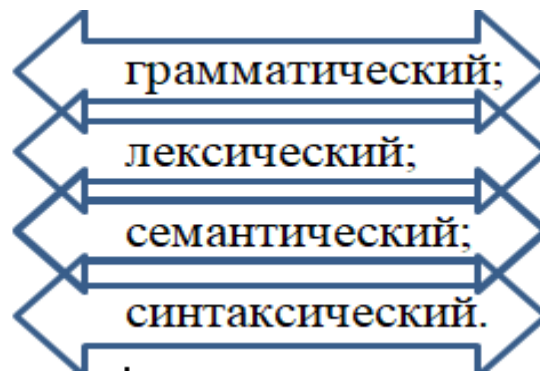 грамматический;
лексический;
семантический;
синтаксический.
.